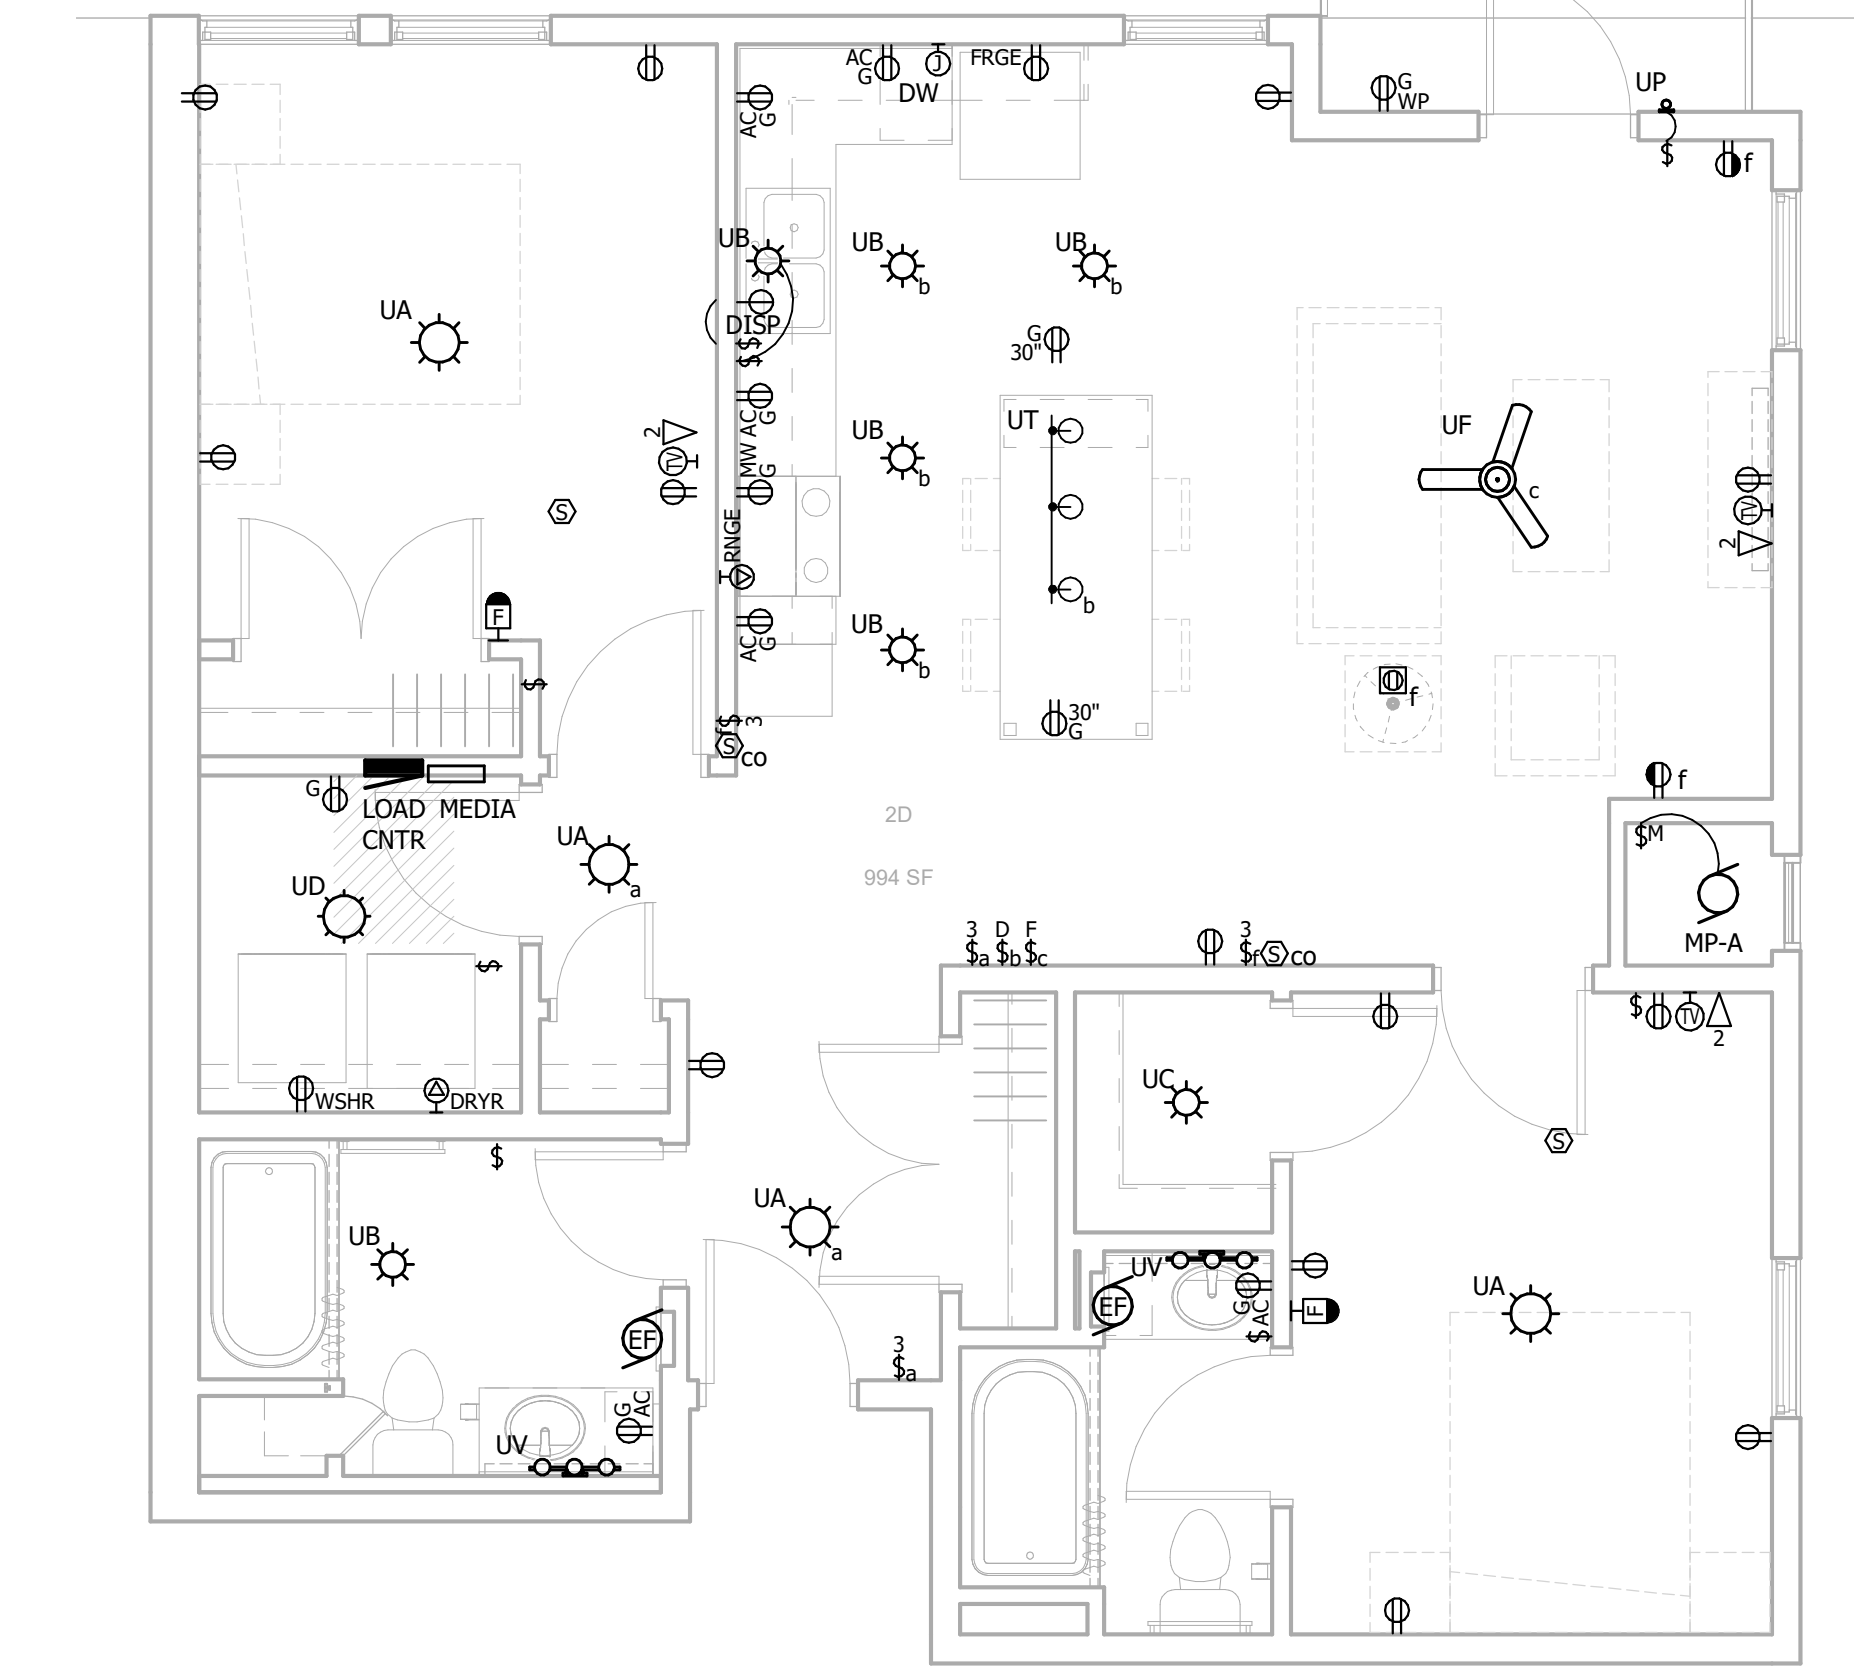 AC
G
J
DW
FRGE
G
WP
UP
$
f
AC
G
UB
UB
b
UB
b
UA
DISP
$$
G
30"
AC
G
MW
G
2
TV
UB
b
UT
b
UF
c
TV
2
S
RNGE
F
AC
G
UB
b
$
f$3
S
CO
30"
G
f
f
G
LOAD
CNTR
MEDIA
2D
994 SF
UA
a
UD
$
$M
MP-A
3
$a
D
$b
F
$c
3
$f
S
CO
$
TV
2
WSHR
DRYR
UC
S
$
UB
UA
a
UV
EF
G
AC
$
F
UA
EF
3
$a
G
AC
UV